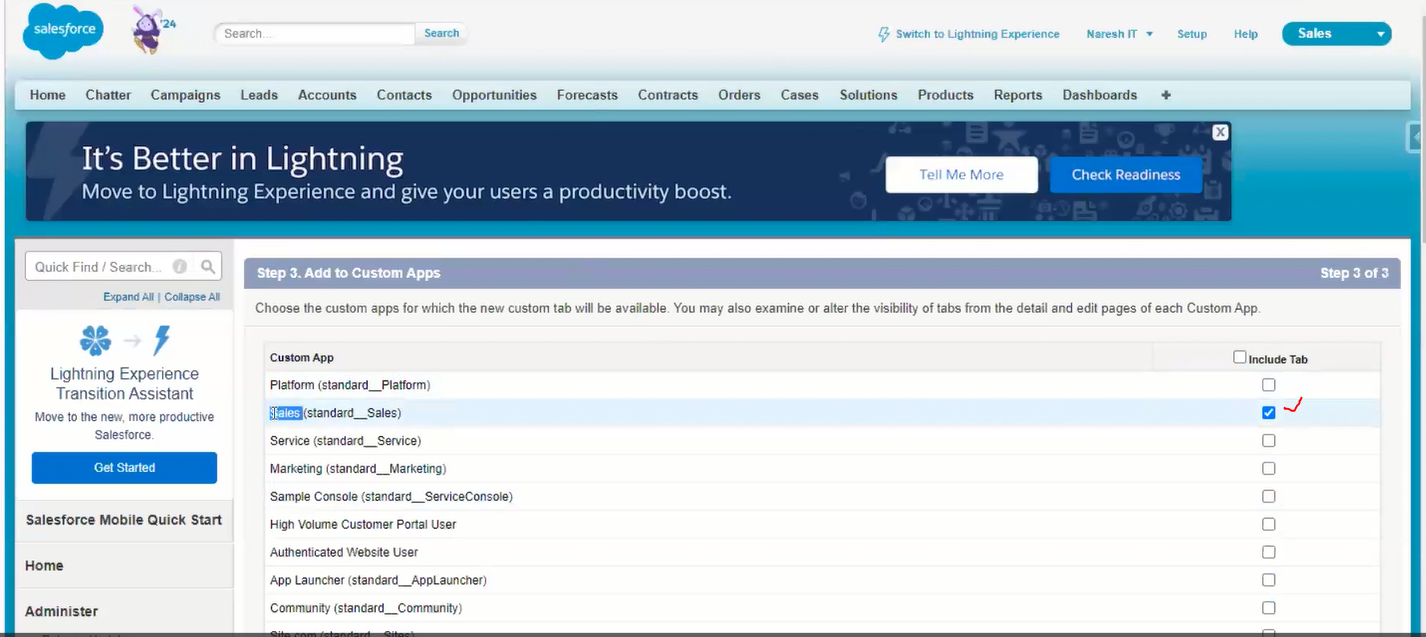 salesforce
'24
Search...
Search
Switch to Lightning Experience
Naresh IT
Setup
Help
Sales
Home
Chatter
Campaigns
Leads
Accounts
Contacts
Opportunities
Forecasts
Contracts
Orders
Cases
Solutions
Products
Reports
Dashboards
+
It's Better in Lightning
Move to Lightning Experience and give your users a productivity boost.
Tell Me More
Check Readiness
X
Quick Find / Search...
Expand All | Collapse All
Lightning Experience
Transition Assistant
Move to the new, more productive
Salesforce.
Get Started
Salesforce Mobile Quick Start
Home
Administer
Step 3. Add to Custom Apps
Step 3 of 3
Choose the custom apps for which the new custom tab will be available. You may also examine or alter the visibility of tabs from the detail and edit pages of each Custom App.
Custom App
Include Tab
Platform (standard__Platform)
Sales (standard__Sales)
Service (standard__Service)
Marketing (standard__Marketing)
Sample Console (standard__ServiceConsole)
High Volume Customer Portal User
Authenticated Website User
App Launcher (standard__AppLauncher)
Community (standard__Community)
Site.com (standard__Sites)